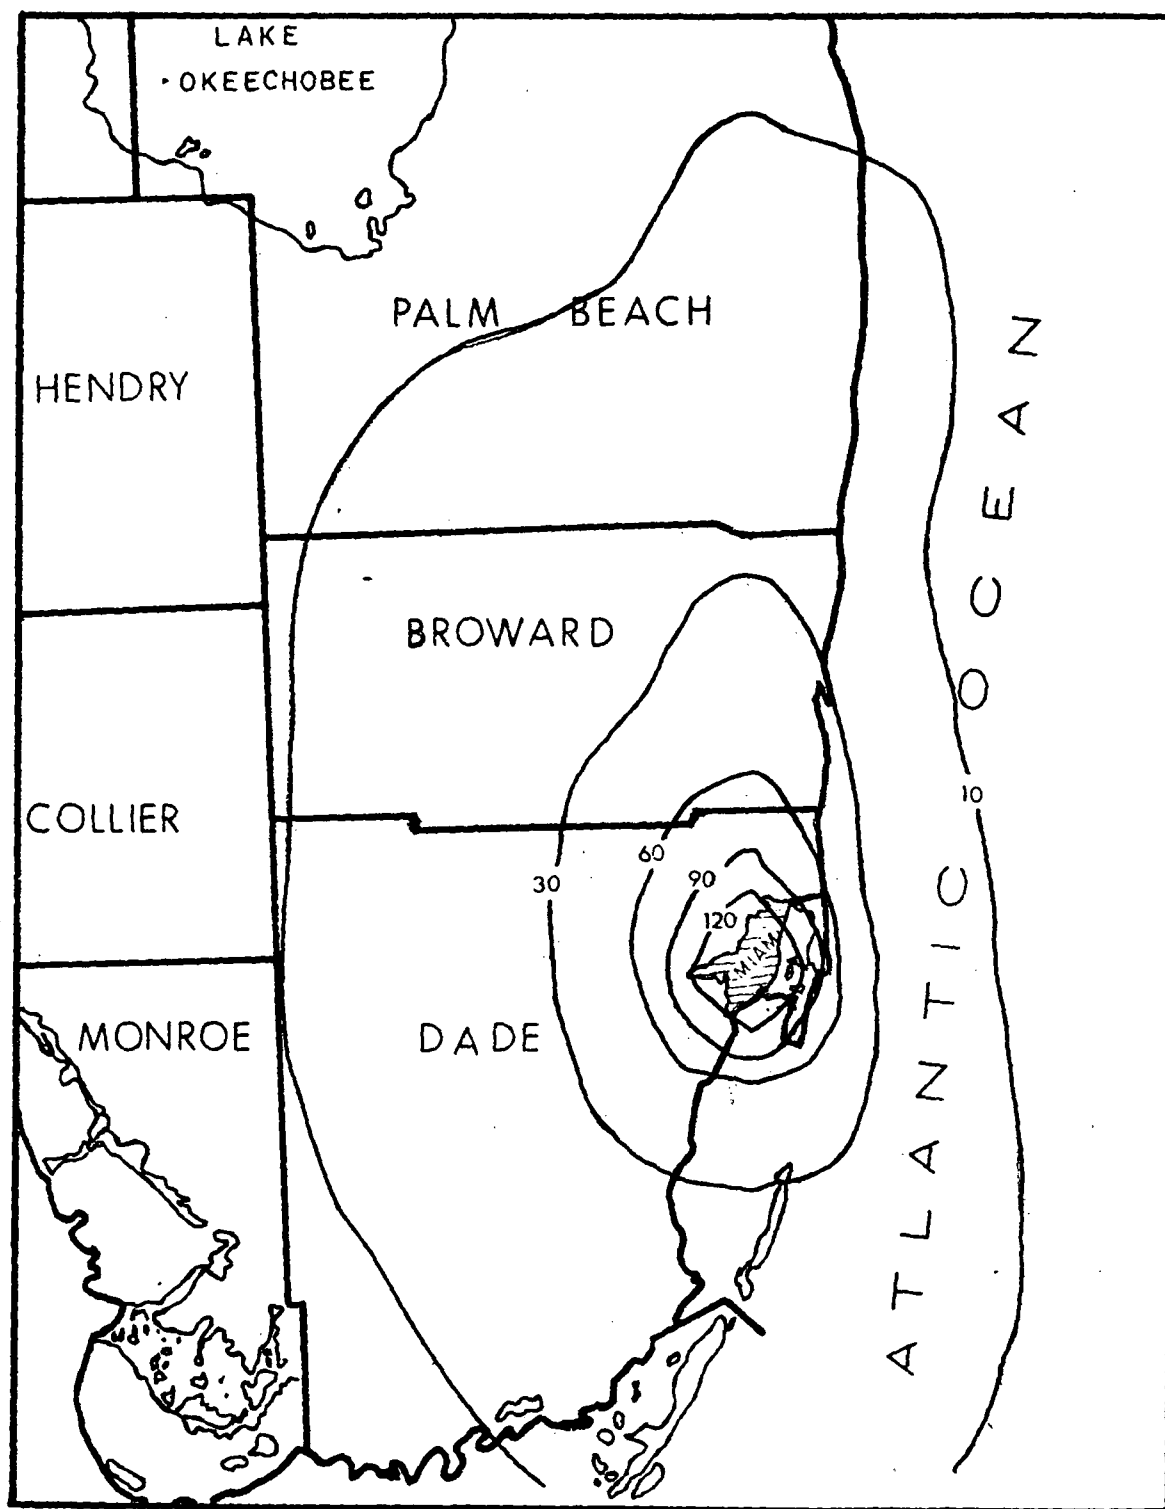 LAKE
OKEECHOBEE
PALM BEACH
HENDRY
ATLANTIC OCEAN
BROWARD
10
COLLIER
60
30
90
120
MIAMI
MONROE
DADE